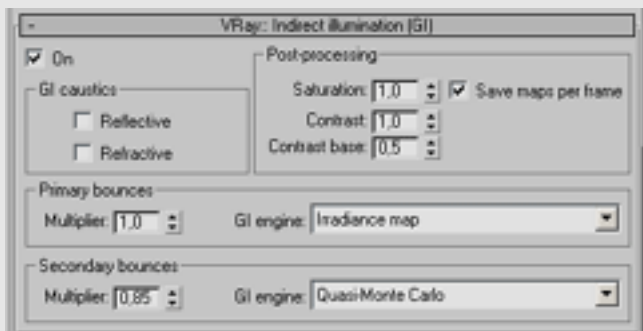 - VRay:: Indirect illumination (GI)
On
Post-processing
GI caustics
Saturation: 1,0 Save maps per frame
Reflective
Contrast: 1,0
Refractive
Contrast base: 0,5
Primary bounces
Multiplier: 1,0 GI engine: Irradiance map
Secondary bounces
Multiplier: 0,85 GI engine: Quasi-Monte Carlo